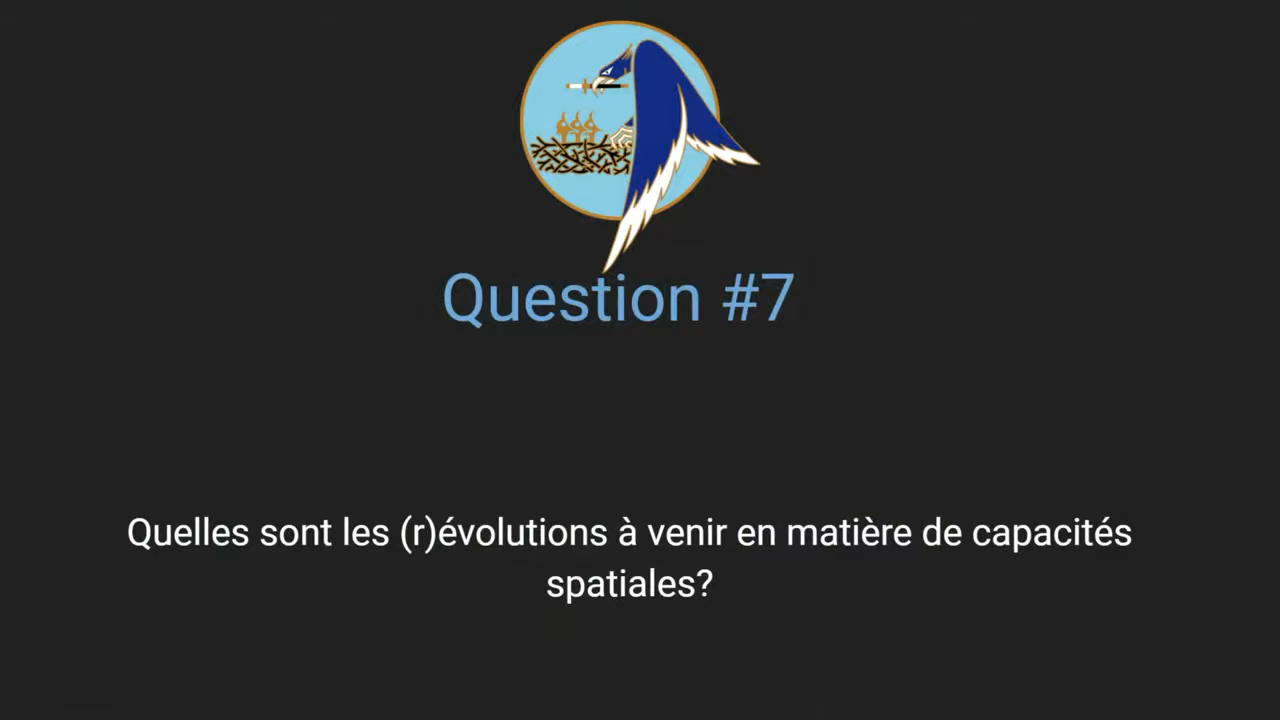 Question #7
Quelles sont les (r)évolutions à venir en matière de capacités
spatiales?